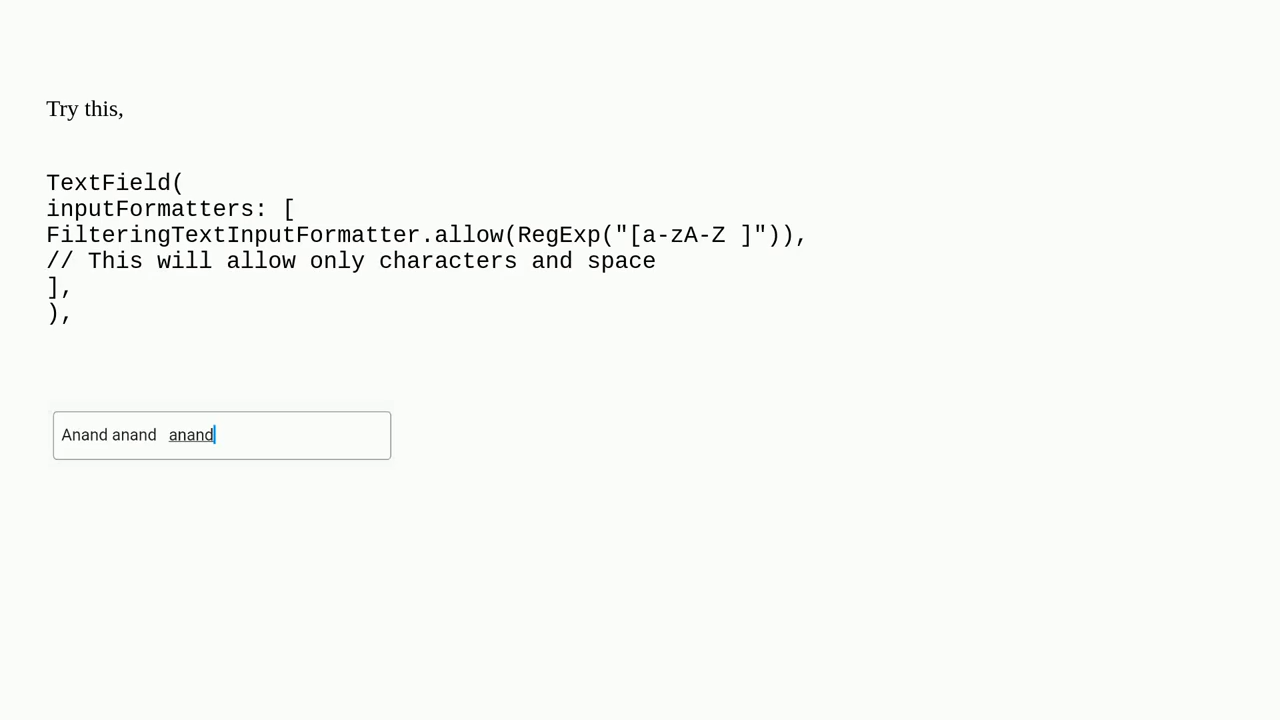 Try this,
TextField(
inputFormatters: [
FilteringTextInputFormatter.allow(RegExp("[a-zA-Z ]")),
// This will allow only characters and space
],
),
Anand anand   anand